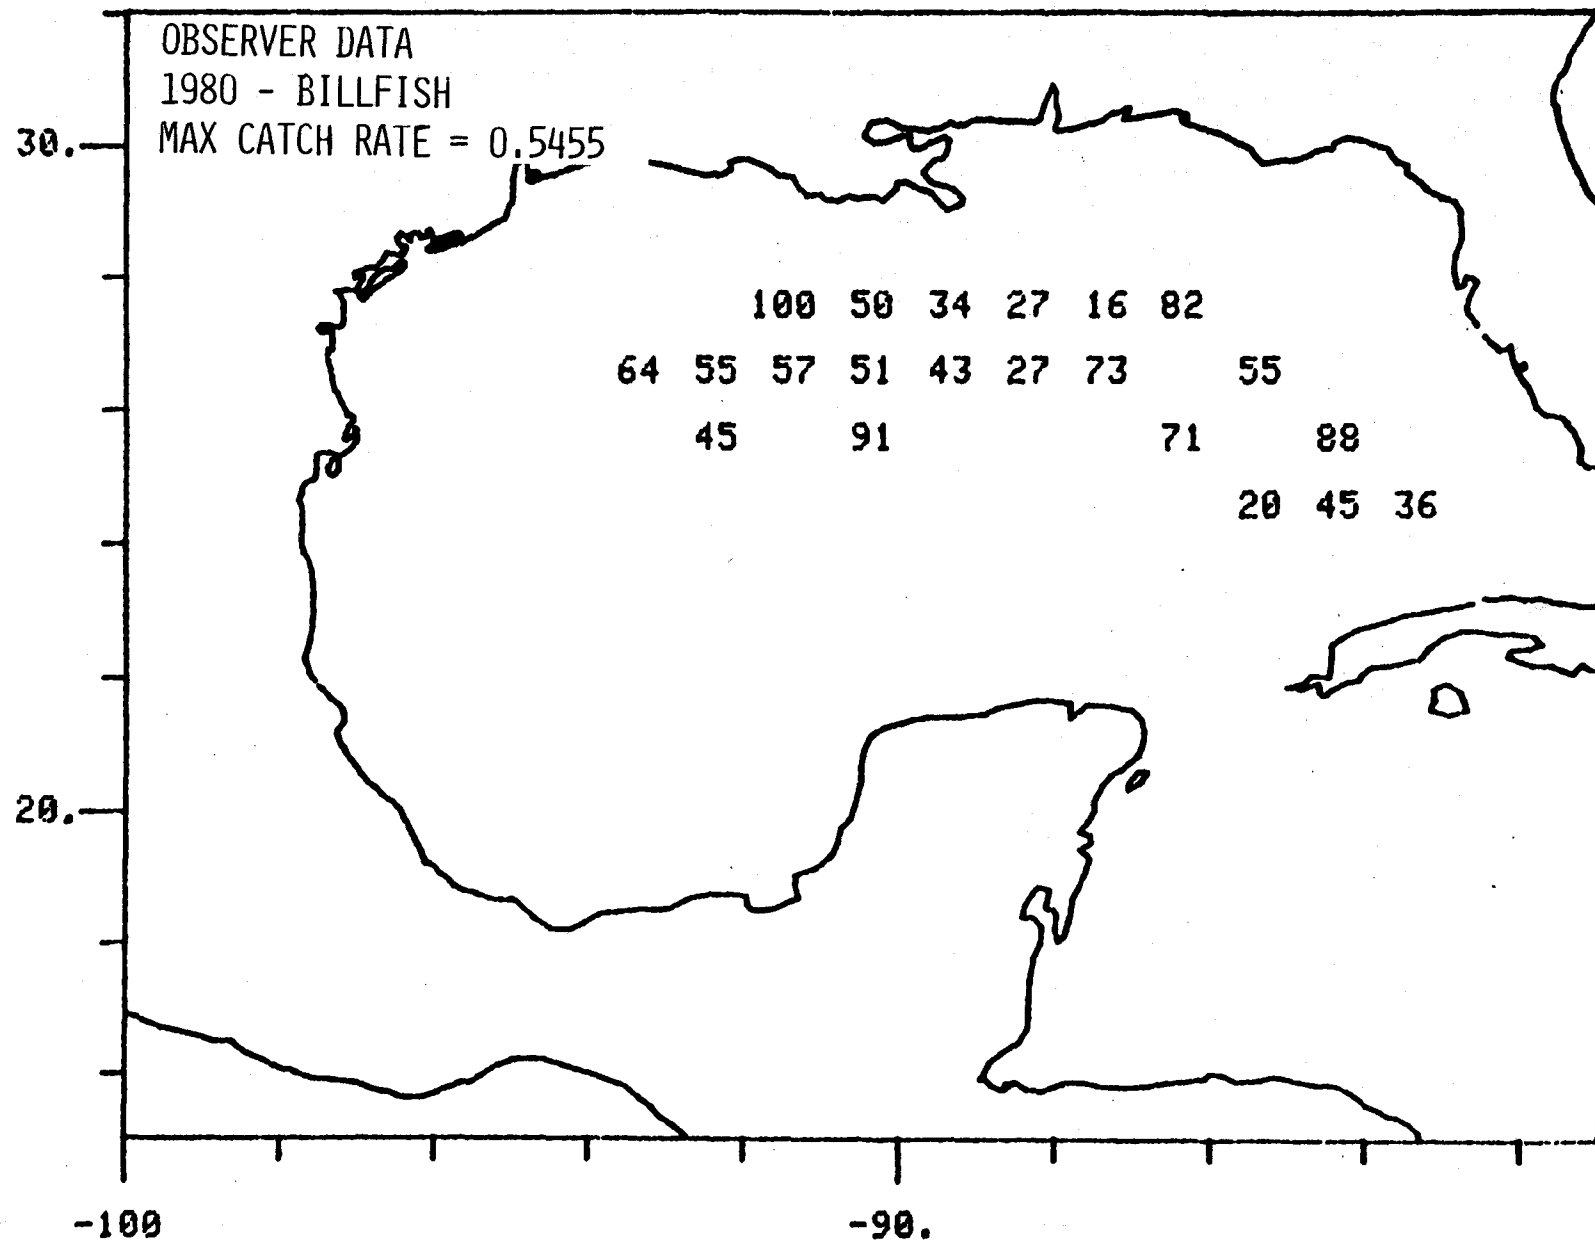 OBSERVER DATA
1980 - BILLFISH
MAX CATCH RATE = 0.5455
30.
100 50 34 27 16 82
64 55 57 51 43 27 73 55
45 91 71 88
20 45 36
20.
-100 -90.